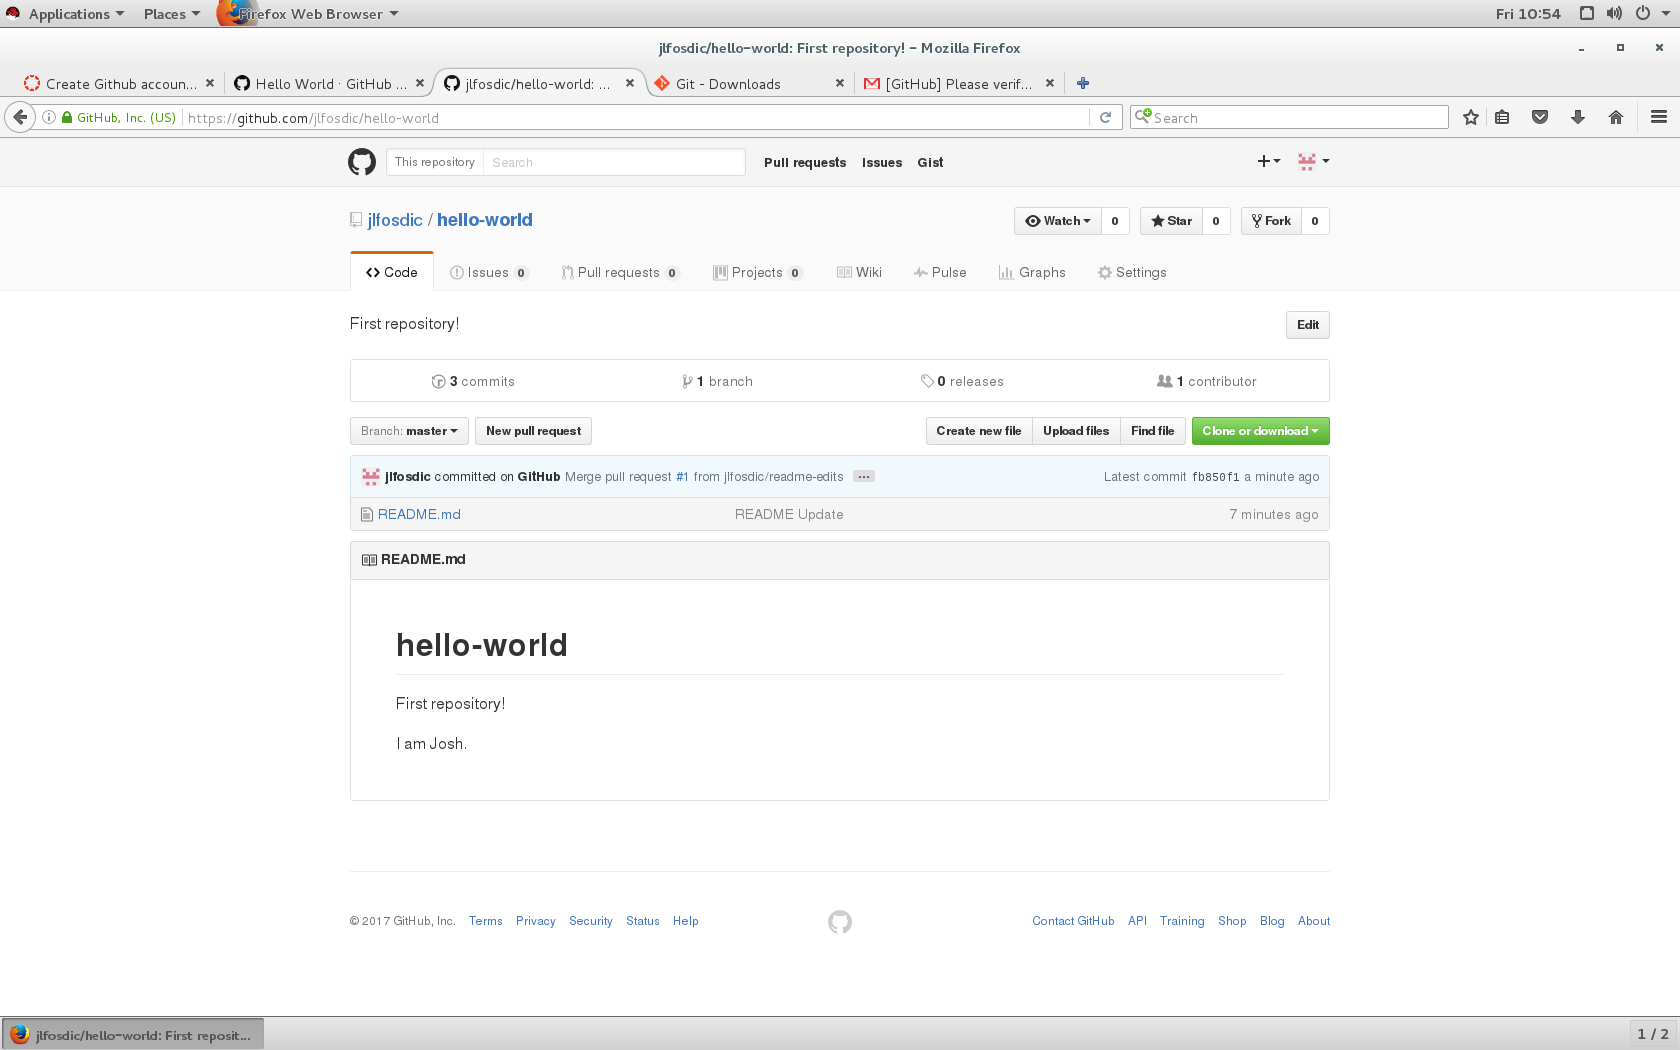 Applications Places Firefox Web Browser Fri 10:54
jlfosdic/hello-world: First repository! - Mozilla Firefox
Create Github accoun... Hello World · GitHub ... jlfosdic/hello-world: ... Git - Downloads [GitHub] Please verif...
GitHub, Inc. (US) https://github.com/jlfosdic/hello-world Search
This repository Search Pull requests Issues Gist
jlfosdic / hello-world Watch 0 Star 0 Fork 0
Code Issues 0 Pull requests 0 Projects 0 Wiki Pulse Graphs Settings
First repository! Edit
3 commits 1 branch 0 releases 1 contributor
Branch: master New pull request Create new file Upload files Find file Clone or download
jlfosdic committed on GitHub Merge pull request #1 from jlfosdic/readme-edits ... Latest commit fb850f1 a minute ago
README.md README Update 7 minutes ago
README.md
hello-world
First repository!
I am Josh.
© 2017 GitHub, Inc. Terms Privacy Security Status Help Contact GitHub API Training Shop Blog About
jlfosdic/hello-world: First reposit... 1 / 2